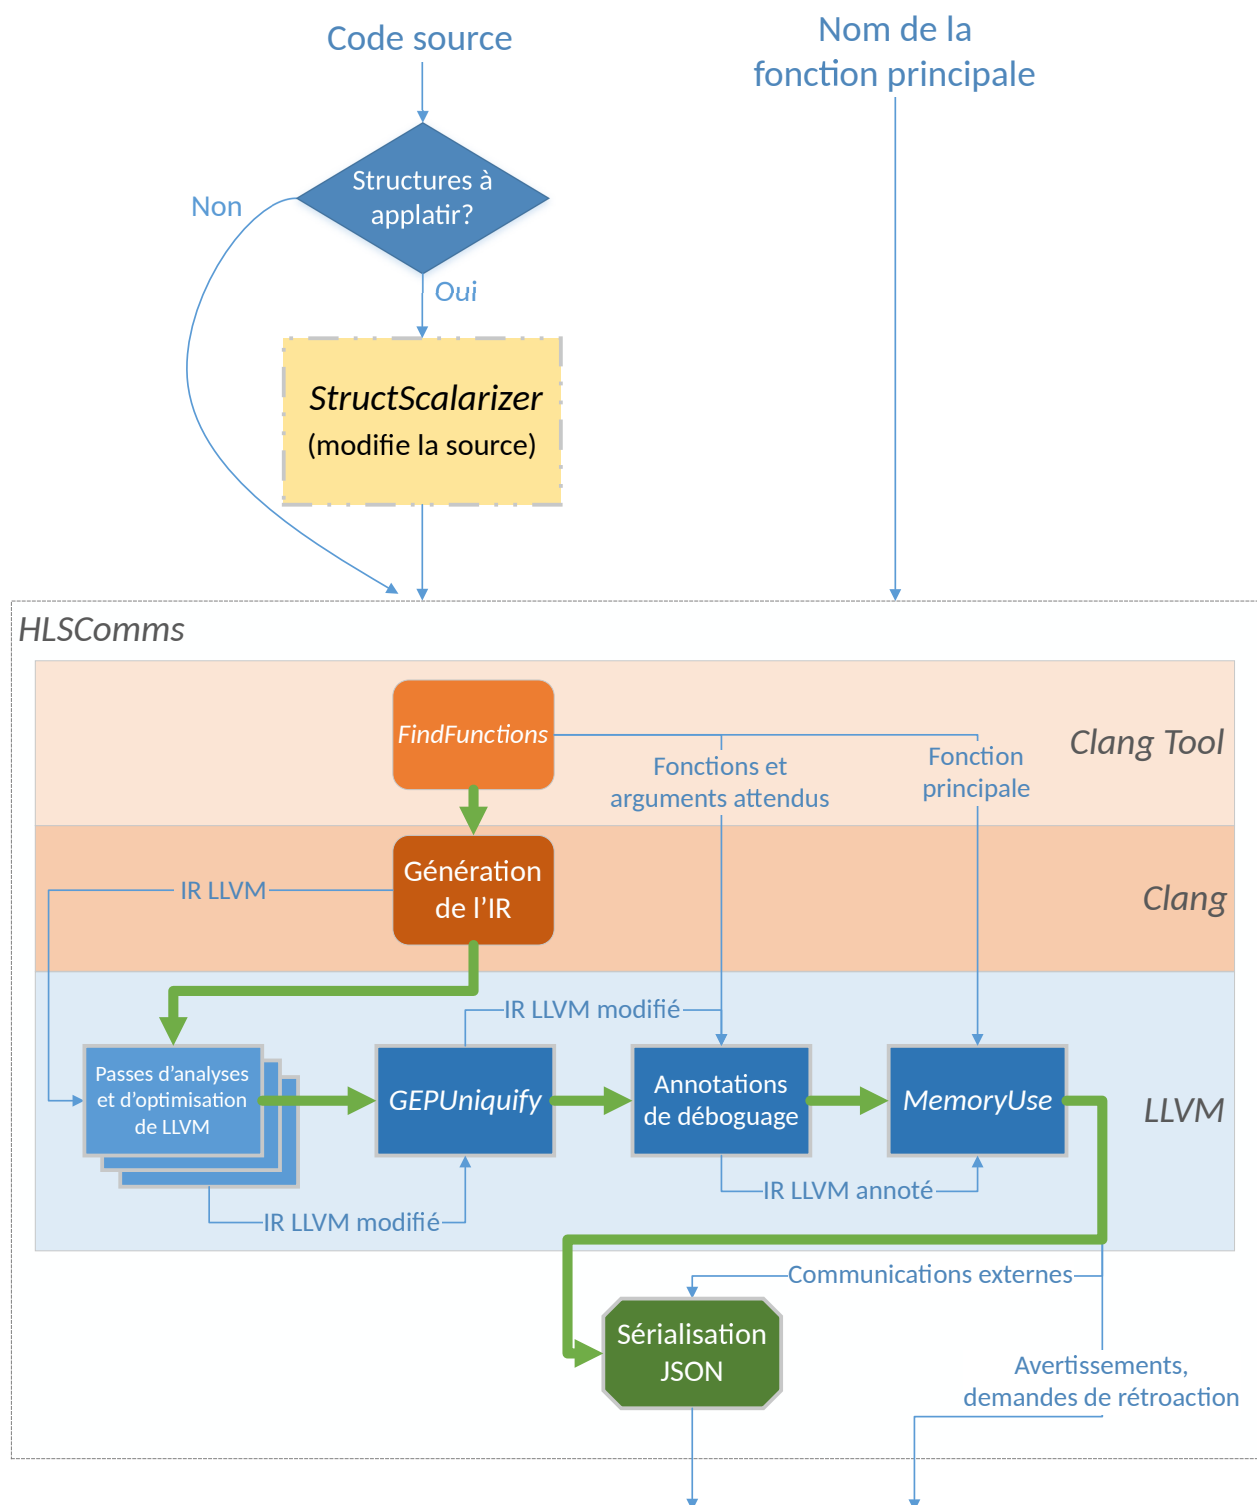 Code source
Nom de la
fonction principale
Structures à
applatir?
Non
Oui
StructScalarizer
(modifie la source)
HLSComms
FindFunctions
Clang Tool
Fonctions et
arguments attendus
Fonction
principale
Génération
de l’IR
IR LLVM
Clang
IR LLVM modifié
Passes d’analyses
et d’optimisation
de LLVM
GEPUniquify
Annotations
de déboguage
MemoryUse
LLVM
IR LLVM annoté
IR LLVM modifié
Communications externes
Sérialisation
JSON
Avertissements,
demandes de rétroaction